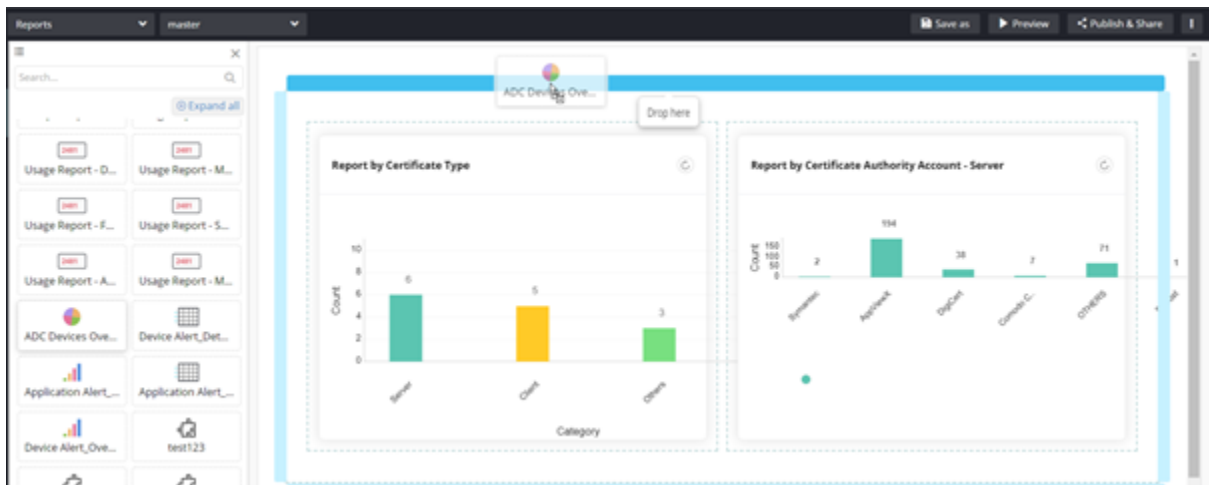 Reports
master
Save as
Preview
Publish & Share
Search...
Expand all
Usage Report - D...
Usage Report - M...
Usage Report - F...
Usage Report - S...
Usage Report - A...
Usage Report - M...
ADC Devices Ove...
Device Alert_Det...
Application Alert_...
Application Alert_...
Device Alert_Ove...
test123
ADC Devices Ove...
Drop here
Report by Certificate Type
Count
10
8
6
4
2
0
6
5
3
Server
Client
Others
Category
Report by Certificate Authority Account - Server
Count
150
100
50
0
2
194
38
7
71
1
Symantec
AppViewX
DigiCert
Comodo C...
OTHERS